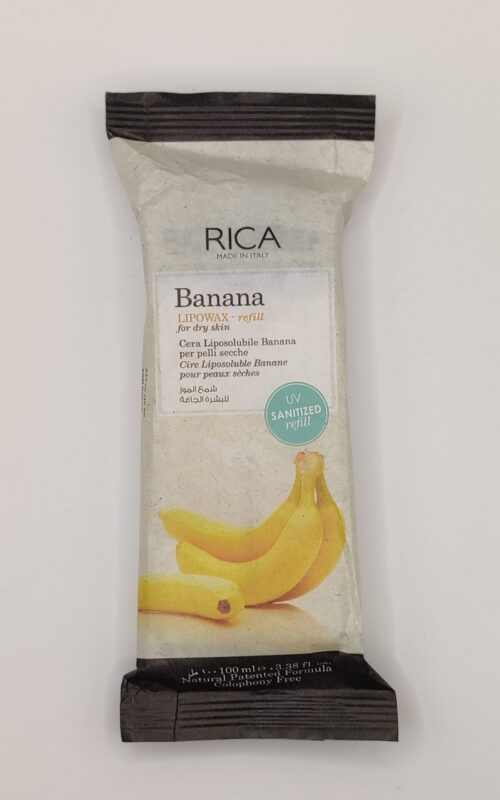 RICA
MADE IN ITALY
Banana
LIPOWAX - refill
for dry skin
Cera Liposolubile Banana
per pelli secche
Cire Liposoluble Banane
pour peaux sèches
شمع الموز
للبشرة الجافة
UV
SANITIZED
refill
١٠٠ مل 100 ml e - 3.38 fl. oz.
Natural Patented Formula
Colophony Free